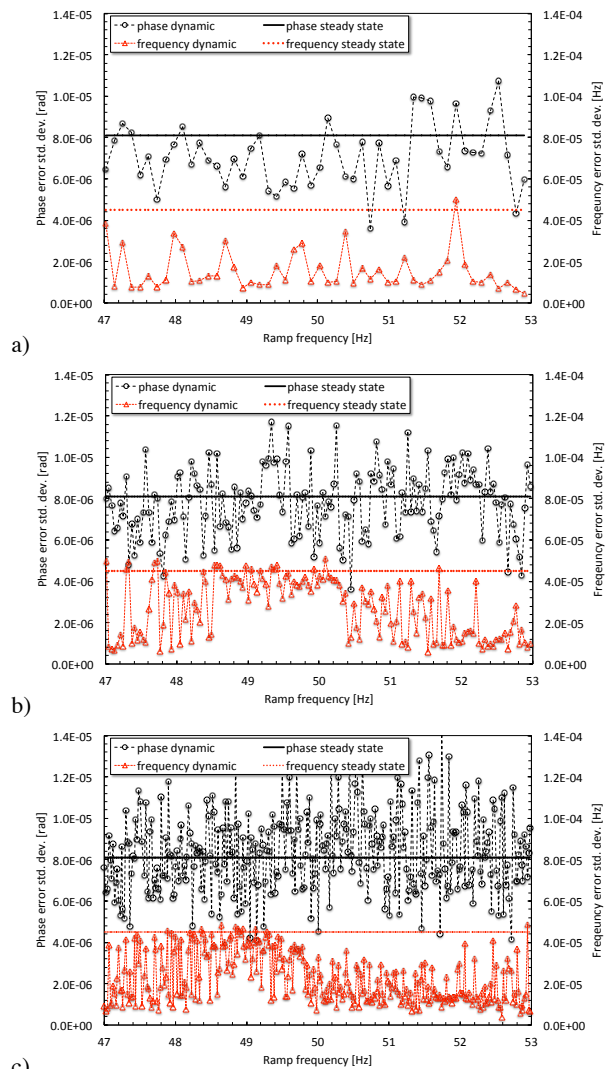 1.4E-05 1.4E-04
phase dynamic phase steady state
frequency dynamic frequency steady state
1.2E-05 1.2E-04
1.0E-05 1.0E-04
8.0E-06 8.0E-05
6.0E-06 6.0E-05
4.0E-06 4.0E-05
2.0E-06 2.0E-05
0.0E+00 0.0E+00
Phase error std. dev. [rad]
Frequency error std. dev. [Hz]
47 48 49 50 51 52 53
Ramp frequency [Hz]
a)
1.4E-05 1.4E-04
phase dynamic phase steady state
frequency dynamic frequency steady state
1.2E-05 1.2E-04
1.0E-05 1.0E-04
8.0E-06 8.0E-05
6.0E-06 6.0E-05
4.0E-06 4.0E-05
2.0E-06 2.0E-05
0.0E+00 0.0E+00
Phase error std. dev. [rad]
Frequency error std. dev. [Hz]
47 48 49 50 51 52 53
Ramp frequency [Hz]
b)
1.4E-05 1.4E-04
phase dynamic phase steady state
frequency dynamic frequency steady state
1.2E-05 1.2E-04
1.0E-05 1.0E-04
8.0E-06 8.0E-05
6.0E-06 6.0E-05
4.0E-06 4.0E-05
2.0E-06 2.0E-05
0.0E+00 0.0E+00
Phase error std. dev. [rad]
Frequency error std. dev. [Hz]
47 48 49 50 51 52 53
Ramp frequency [Hz]
c)